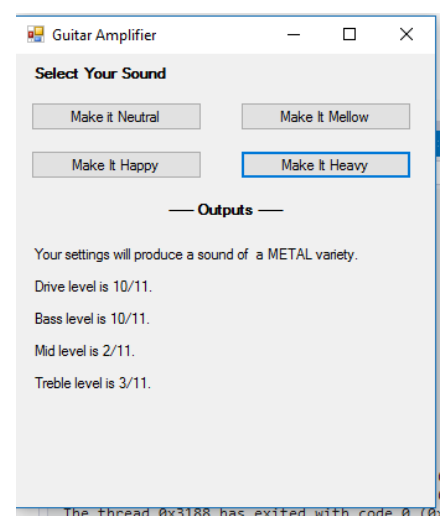 Guitar Amplifier
Select Your Sound
Make it Neutral
Make It Mellow
Make It Happy
Make It Heavy
Outputs
Your settings will produce a sound of  a METAL variety.
Drive level is 10/11.
Bass level is 10/11.
Mid level is 2/11.
Treble level is 3/11.
The thread 0x3188 has exited with code 0 (0x